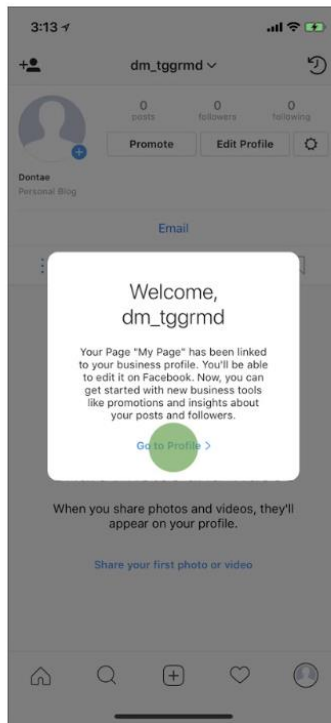 3:13
dm_tggrmd
0 0 0
posts followers following
Promote Edit Profile
Dontae
Personal Blog
Email
Welcome,
dm_tggrmd
Your Page "My Page" has been linked
to your business profile. You'll be able
to edit it on Facebook. Now, you can
get started with new business tools
like promotions and insights about
your posts and followers.
Go to Profile >
When you share photos and videos, they'll
appear on your profile.
Share your first photo or video